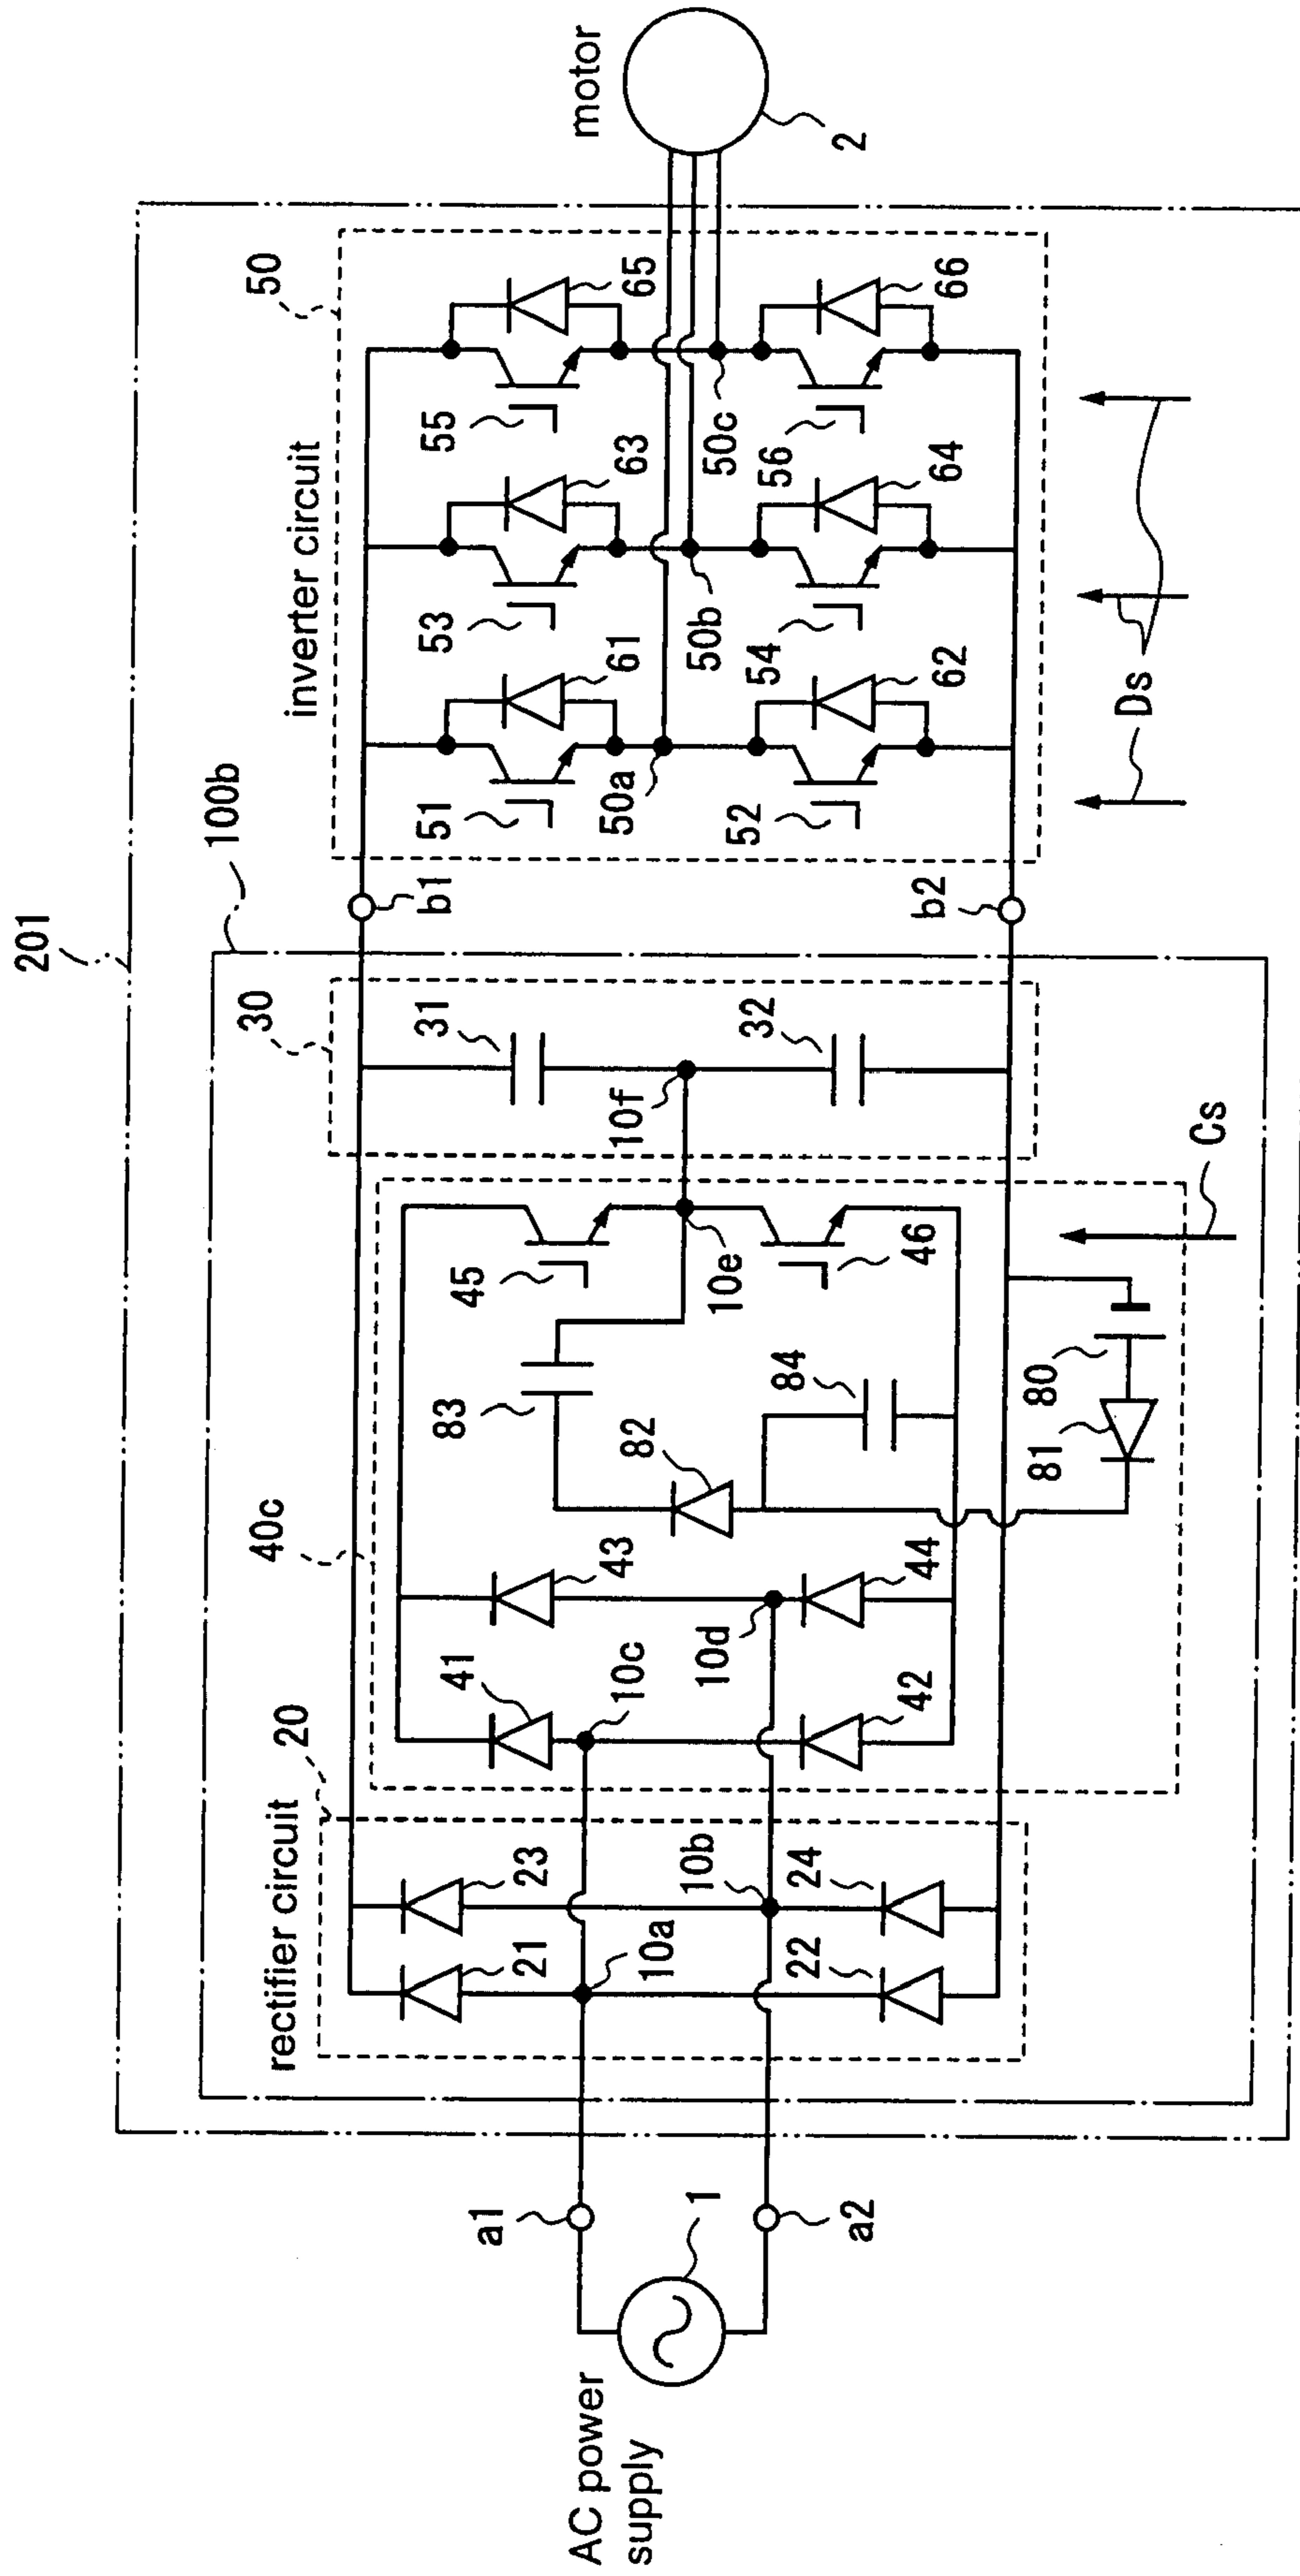 201
100b
50
inverter circuit
30
40c
20
rectifier circuit
motor
2
65
55
63
53
61
51
50c
50b
50a
66
56
64
54
62
52
Ds
b1
b2
31
32
10f
Cs
45
46
10e
83
84
82
80
81
43
44
41
42
10c
10d
23
21
24
22
10b
10a
a1
a2
1
AC power
supply